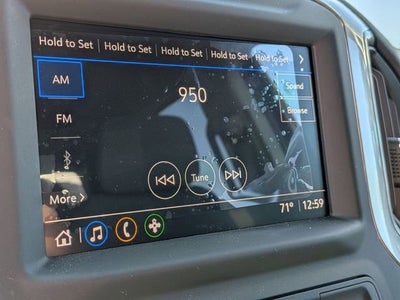 Hold to Set Hold to Set Hold to Set Hold to Set Hold to Set
AM
950
Sound
FM
Browse
Tune
More
71° 12:59